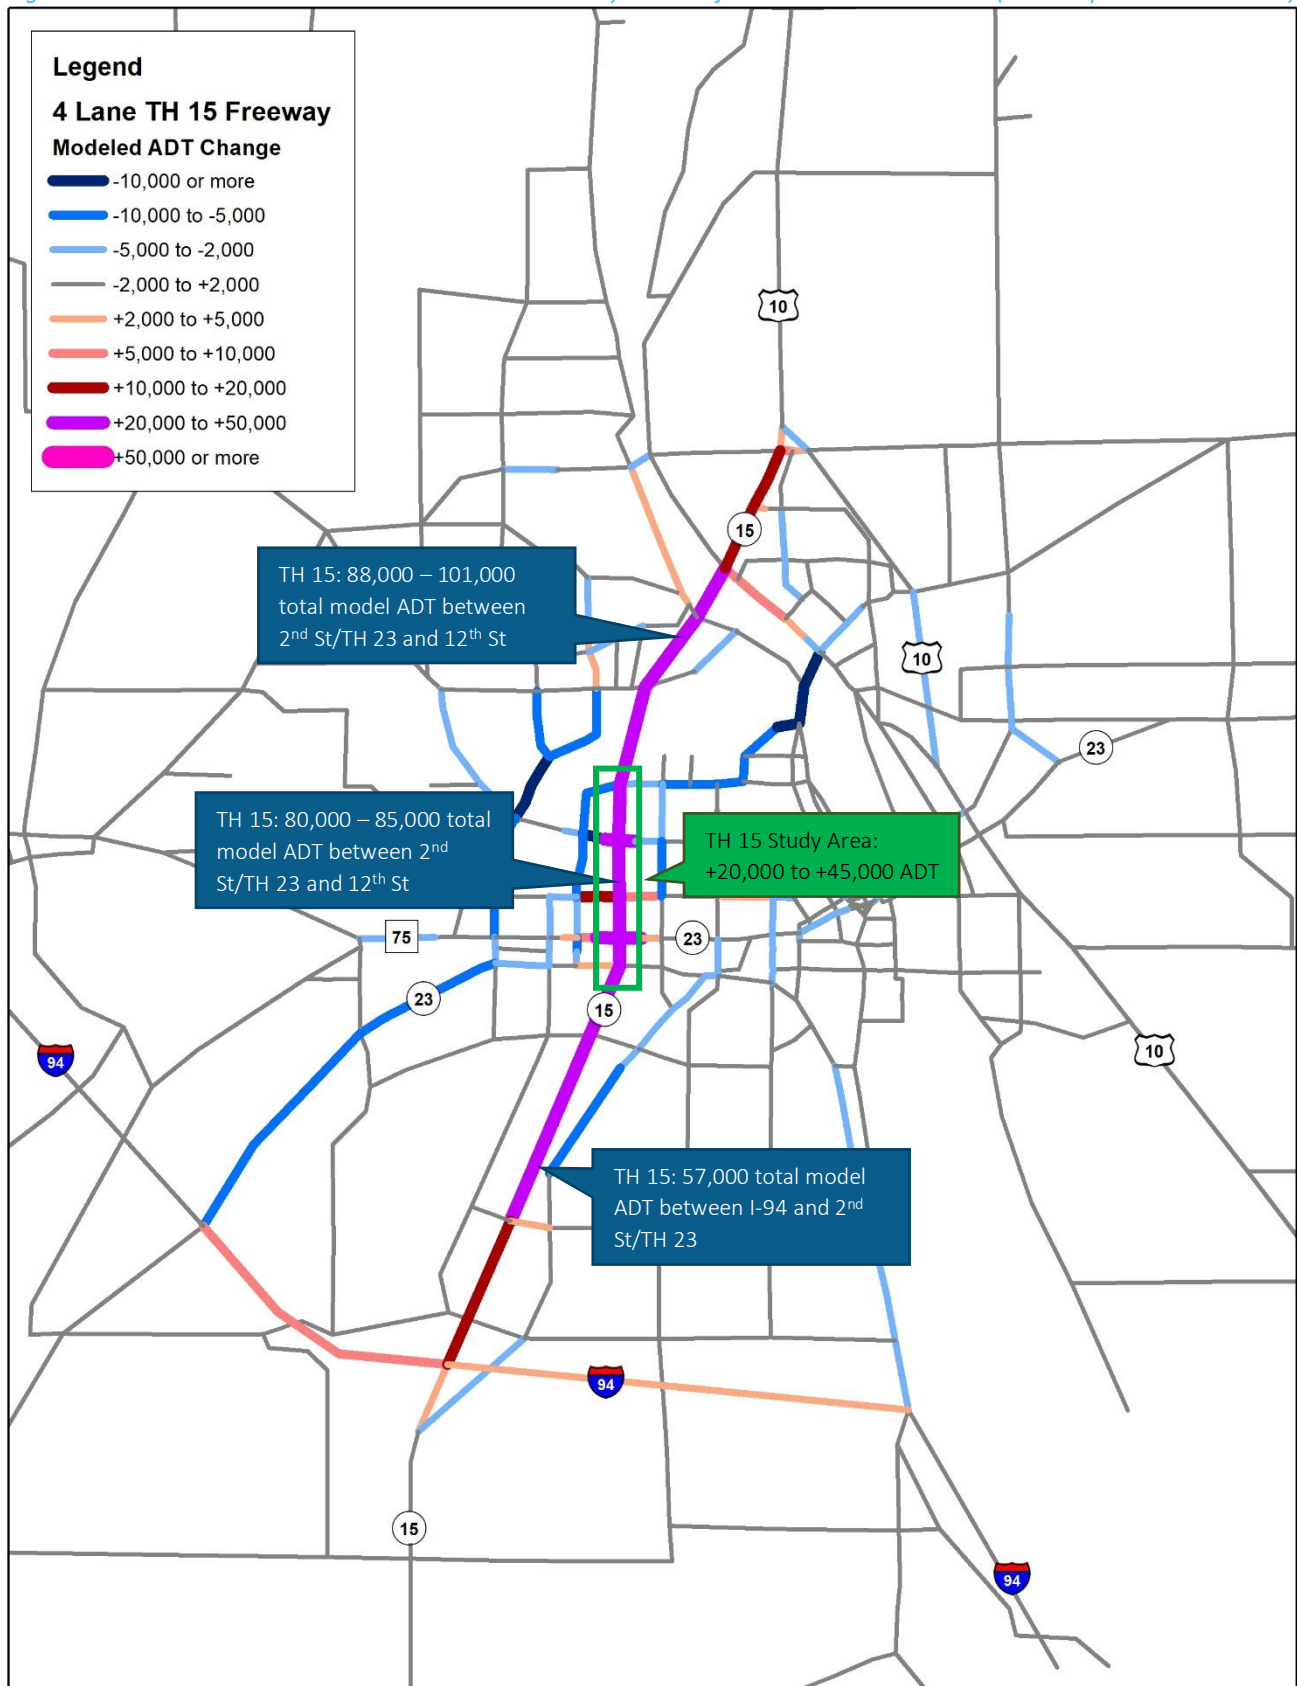 Legend
4 Lane TH 15 Freeway
Modeled ADT Change
-10,000 or more
-10,000 to -5,000
-5,000 to -2,000
-2,000 to +2,000
+2,000 to +5,000
+5,000 to +10,000
+10,000 to +20,000
+20,000 to +50,000
+50,000 or more
10
15
TH 15: 88,000 – 101,000
total model ADT between
2nd St/TH 23 and 12th St
10
23
TH 15: 80,000 – 85,000 total
model ADT between 2nd
St/TH 23 and 12th St
TH 15 Study Area:
+20,000 to +45,000 ADT
75
23
23
15
94
10
TH 15: 57,000 total model
ADT between I-94 and 2nd
St/TH 23
94
15
94